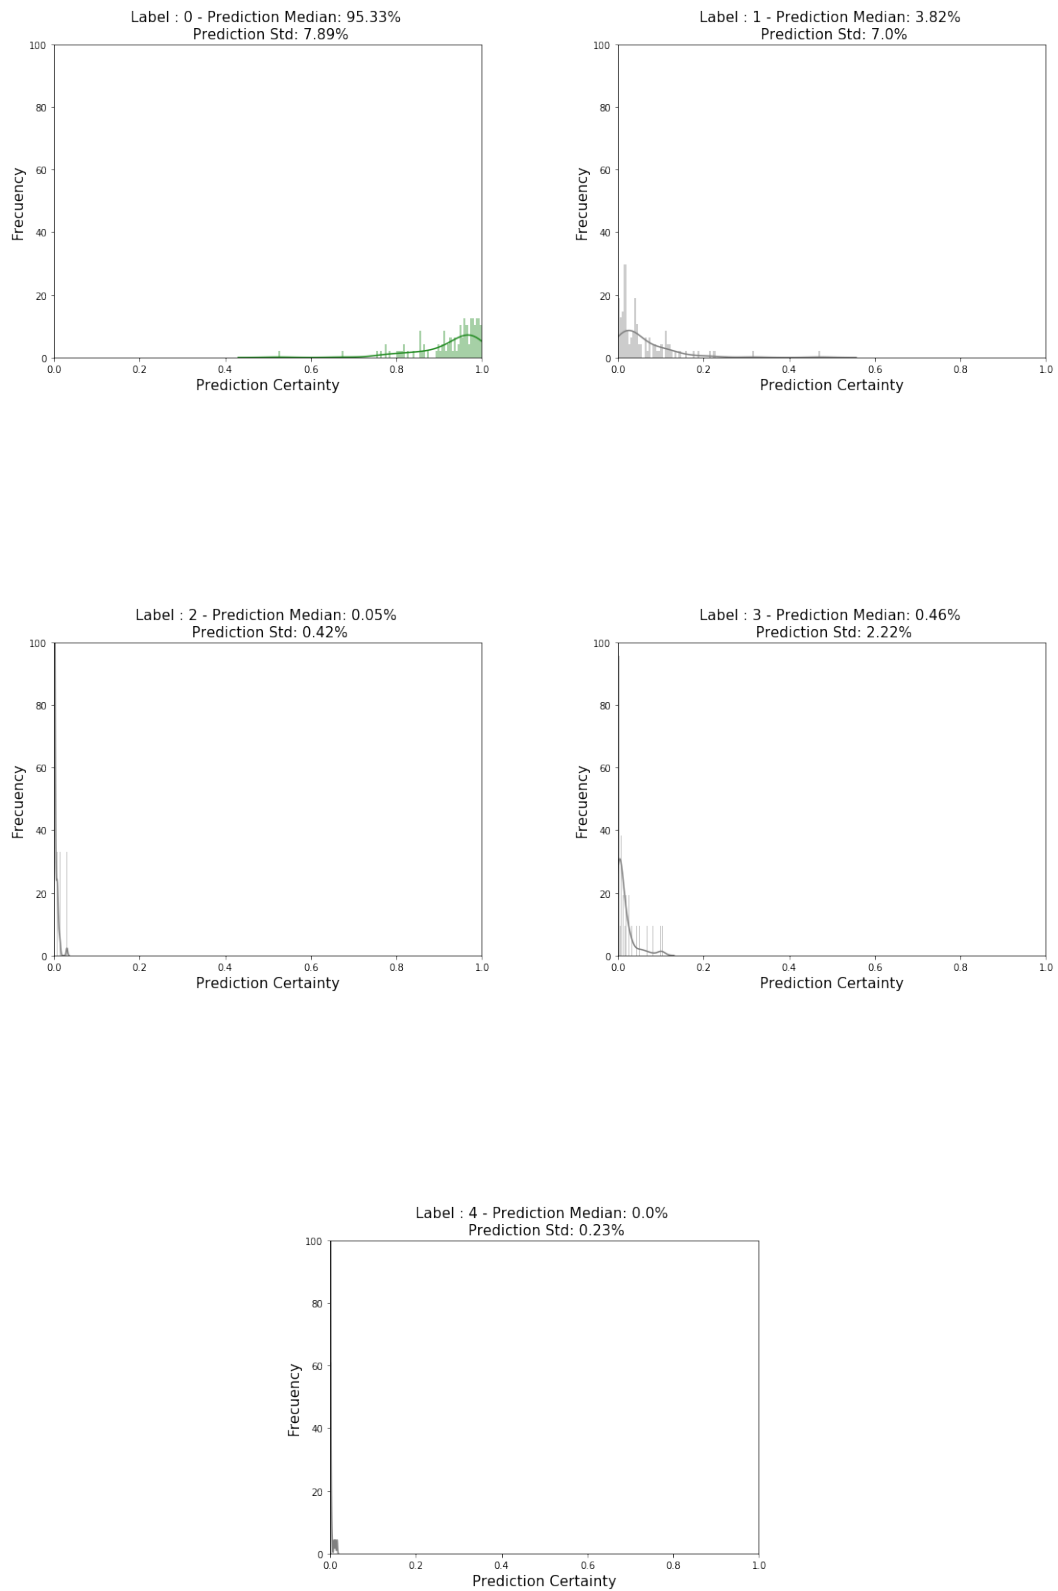 Label : 0 - Prediction Median: 95.33%
Prediction Std: 7.89%
100
80
60
40
20
0
Frecuency
0.0 0.2 0.4 0.6 0.8 1.0
Prediction Certainty
Label : 1 - Prediction Median: 3.82%
Prediction Std: 7.0%
100
80
60
40
20
0
Frecuency
0.0 0.2 0.4 0.6 0.8 1.0
Prediction Certainty
Label : 2 - Prediction Median: 0.05%
Prediction Std: 0.42%
100
80
60
40
20
0
Frecuency
0.0 0.2 0.4 0.6 0.8 1.0
Prediction Certainty
Label : 3 - Prediction Median: 0.46%
Prediction Std: 2.22%
100
80
60
40
20
0
Frecuency
0.0 0.2 0.4 0.6 0.8 1.0
Prediction Certainty
Label : 4 - Prediction Median: 0.0%
Prediction Std: 0.23%
100
80
60
40
20
0
Frecuency
0.0 0.2 0.4 0.6 0.8 1.0
Prediction Certainty